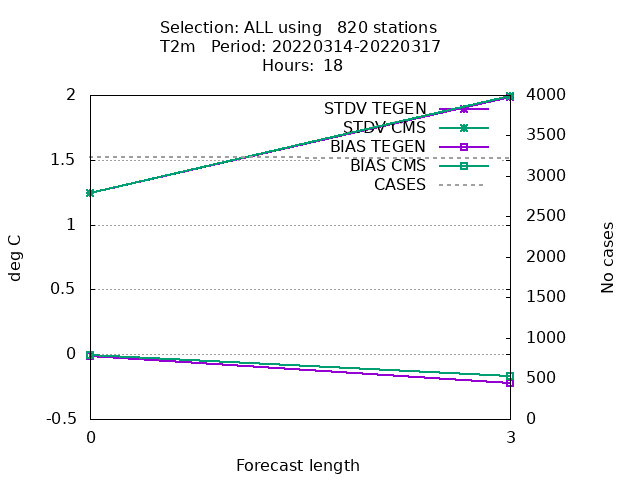 Selection: ALL using   820 stations
T2m   Period: 20220314-20220317
Hours: 18
STDV TEGEN
STDV CMS
BIAS TEGEN
BIAS CMS
CASES
deg C
2
1.5
1
0.5
0
-0.5
4000
3500
3000
2500
2000
1500
1000
500
0
No cases
0
3
Forecast length